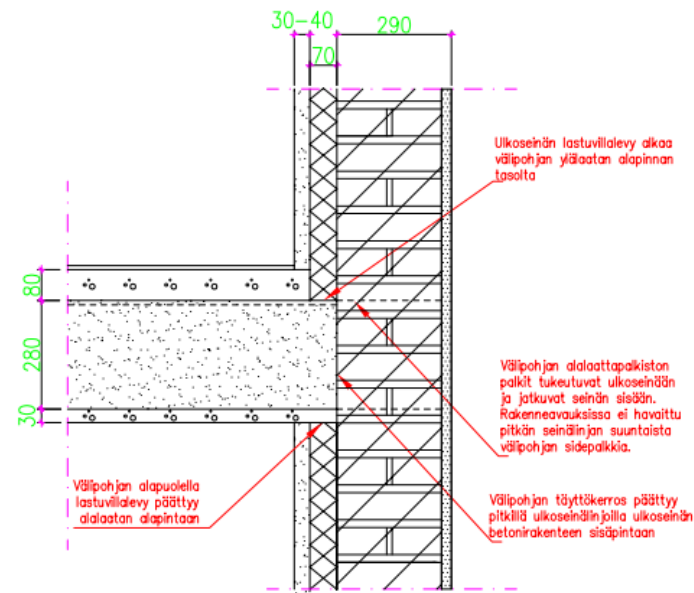 30-40
290
70
Ulkoseinän lastuvillalevy alkaa
välipohjan ylälaatan alapinnan
tasolta
80
280
30
Välipohjan alalaattapalkiston
palkit tukeutuvat ulkoseinään
ja jatkuvat seinän sisään.
Rakenneavauksissa ei havaittu
pitkän seinälinjan suuntaista
välipohjan sidepalkkia.
Välipohjan alapuolella
lastuvillalevy päättyy
alalaatan alapintaan
Välipohjan täyttökerros päättyy
pitkillä ulkoseinälinjoilla ulkoseinän
betonirakenteen sisäpintaan